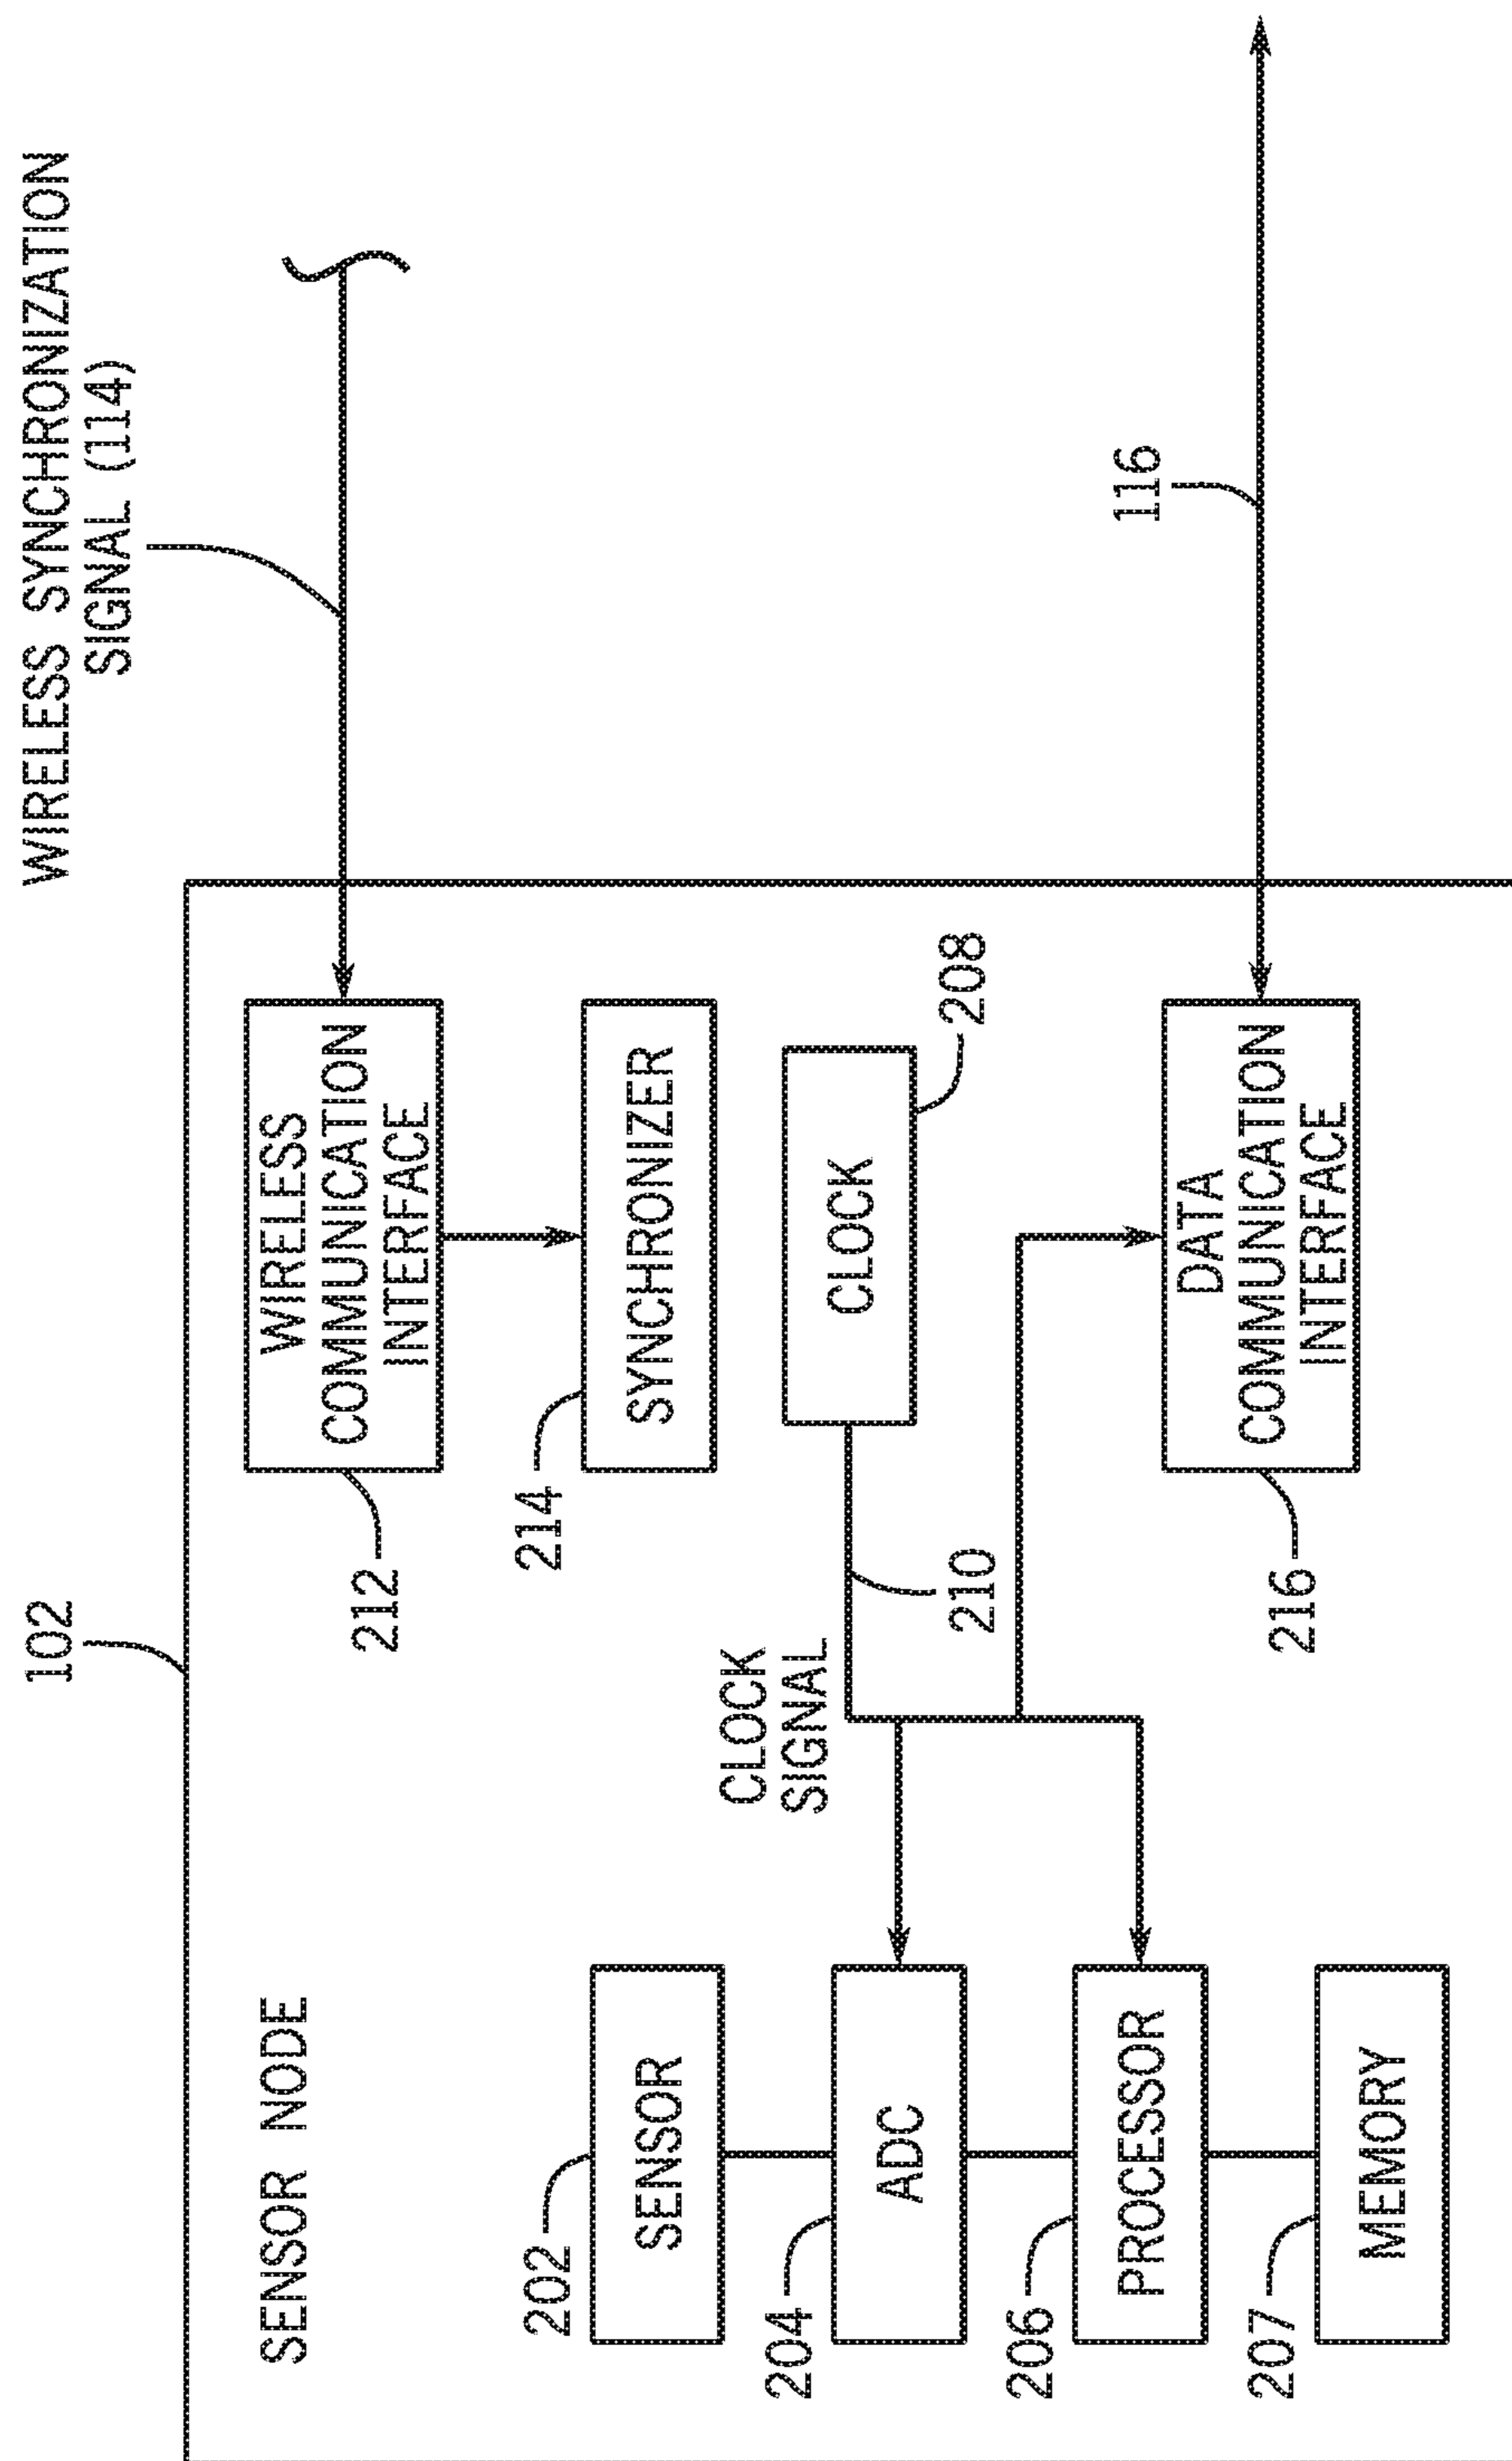 102
WIRELESS SYNCHRONIZATION
SIGNAL (114)
SENSOR NODE
212
WIRELESS
COMMUNICATION
INTERFACE
202
SENSOR
214
SYNCHRONIZER
CLOCK
SIGNAL
204
ADC
CLOCK
208
210
206
PROCESSOR
116
207
MEMORY
216
DATA
COMMUNICATION
INTERFACE